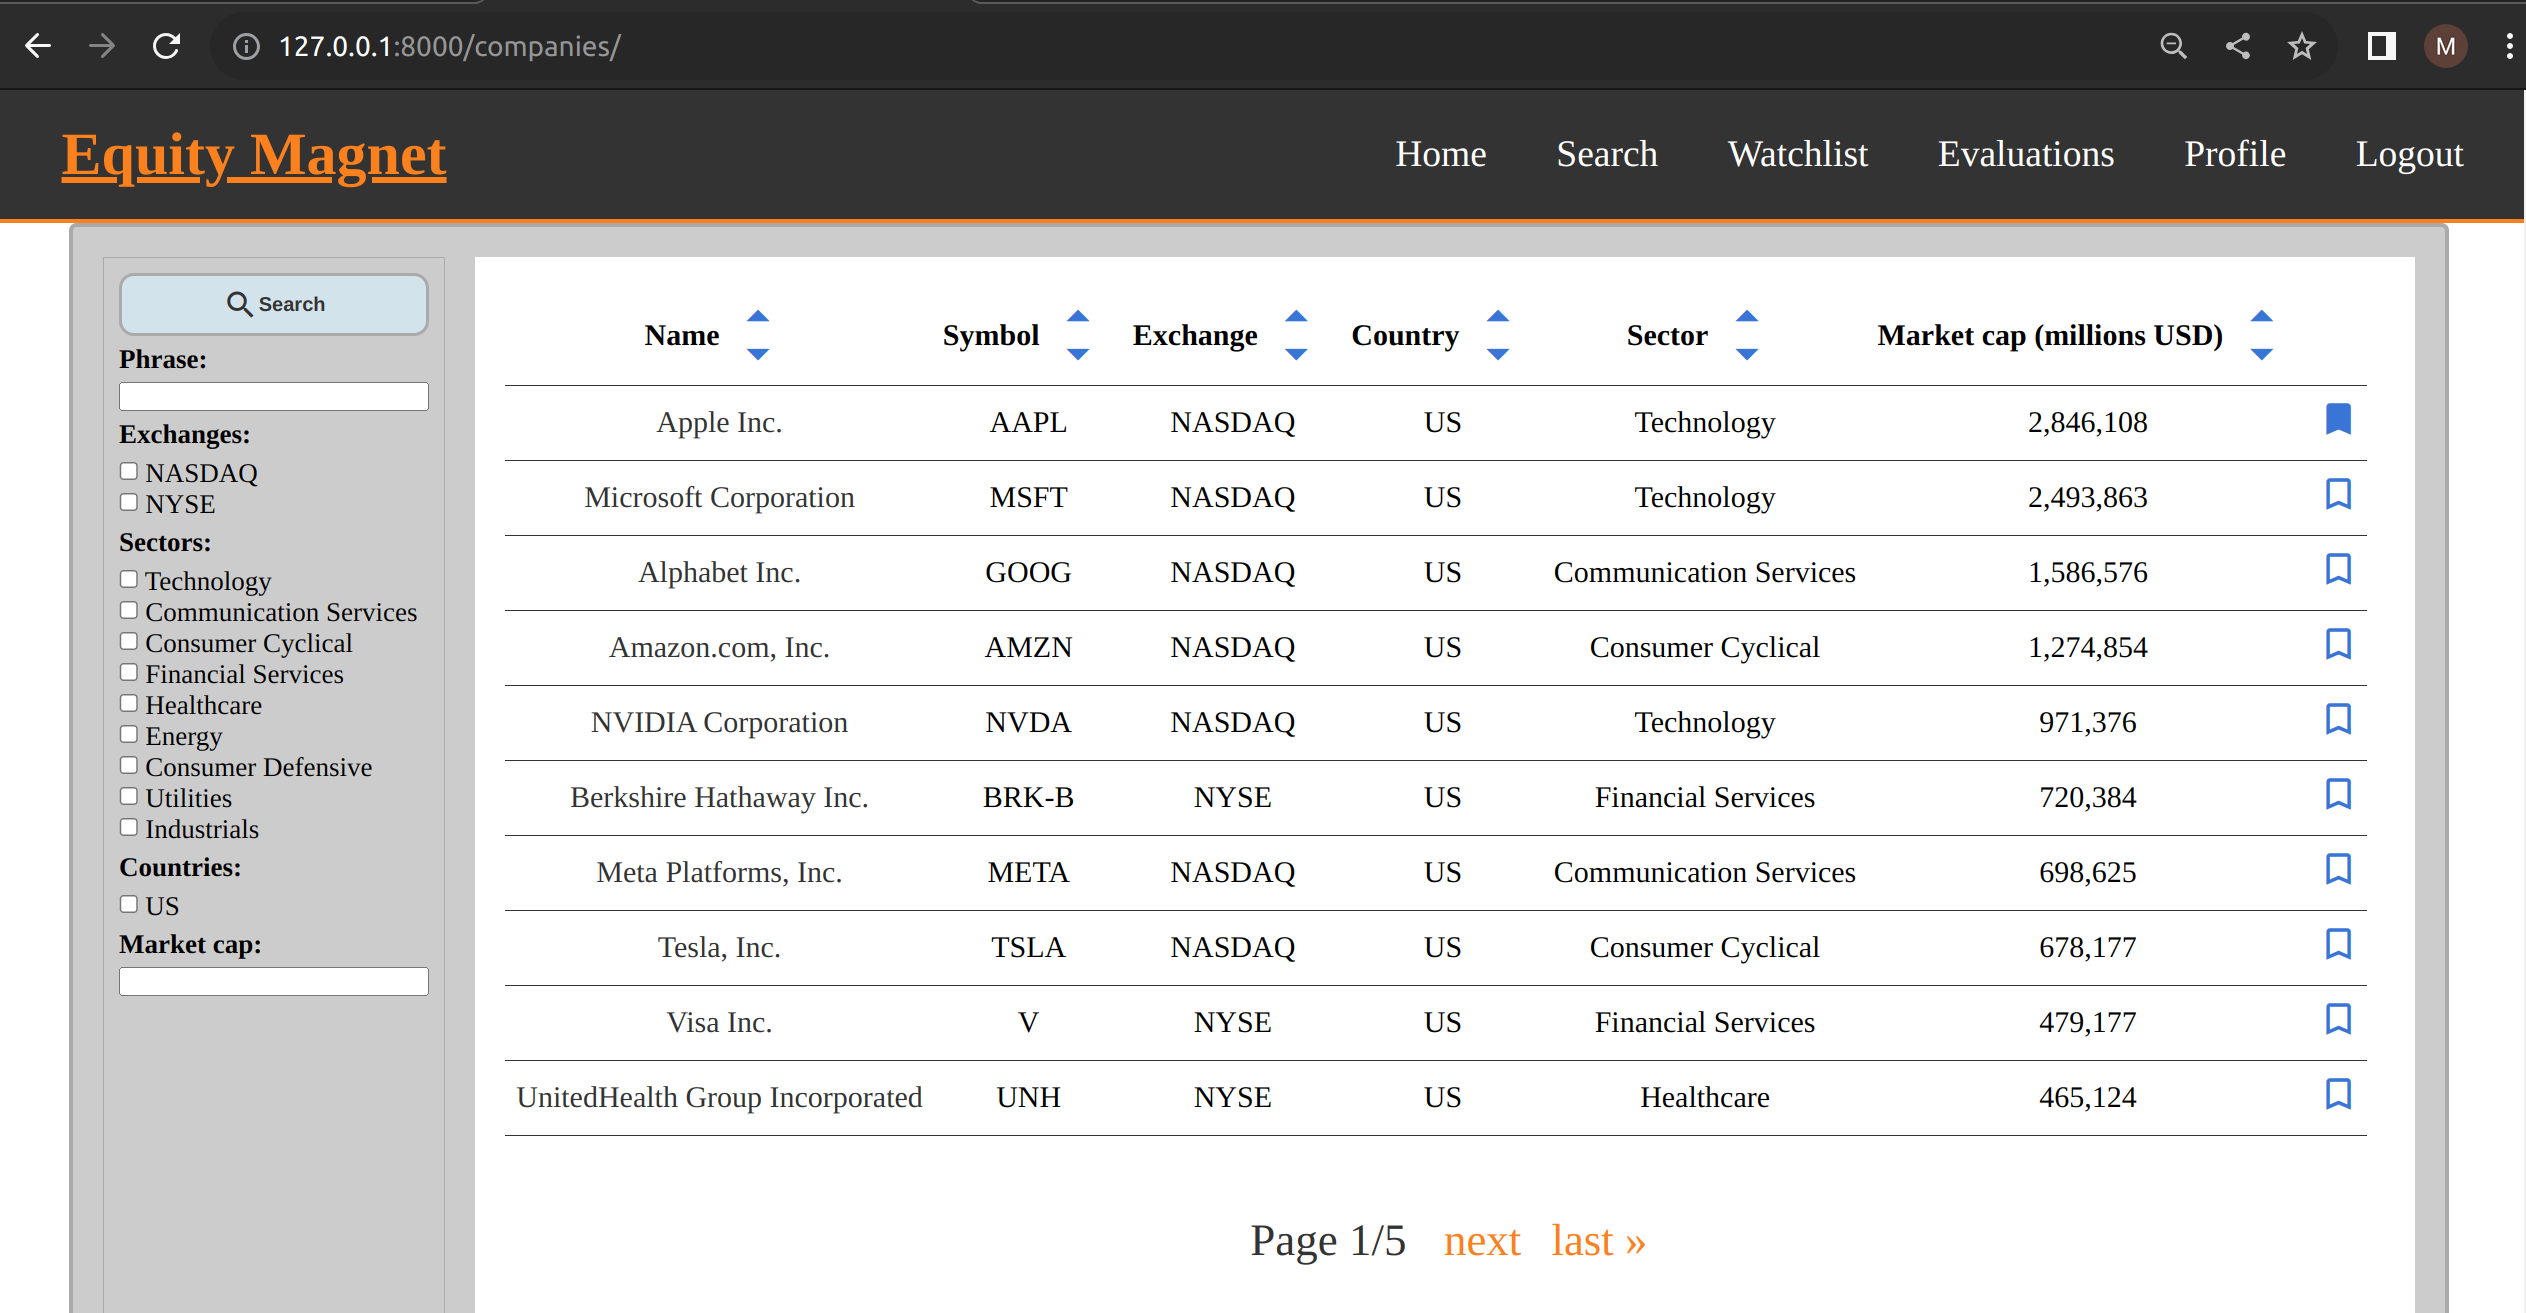 127.0.0.1:8000/companies/
M
Equity Magnet
Home Search Watchlist Evaluations Profile Logout
Search
Phrase:
Exchanges:
NASDAQ
NYSE
Sectors:
Technology
Communication Services
Consumer Cyclical
Financial Services
Healthcare
Energy
Consumer Defensive
Utilities
Industrials
Countries:
US
Market cap:
Name Symbol Exchange Country Sector Market cap (millions USD)
Apple Inc. AAPL NASDAQ US Technology 2,846,108
Microsoft Corporation MSFT NASDAQ US Technology 2,493,863
Alphabet Inc. GOOG NASDAQ US Communication Services 1,586,576
Amazon.com, Inc. AMZN NASDAQ US Consumer Cyclical 1,274,854
NVIDIA Corporation NVDA NASDAQ US Technology 971,376
Berkshire Hathaway Inc. BRK-B NYSE US Financial Services 720,384
Meta Platforms, Inc. META NASDAQ US Communication Services 698,625
Tesla, Inc. TSLA NASDAQ US Consumer Cyclical 678,177
Visa Inc. V NYSE US Financial Services 479,177
UnitedHealth Group Incorporated UNH NYSE US Healthcare 465,124
Page 1/5 next last »